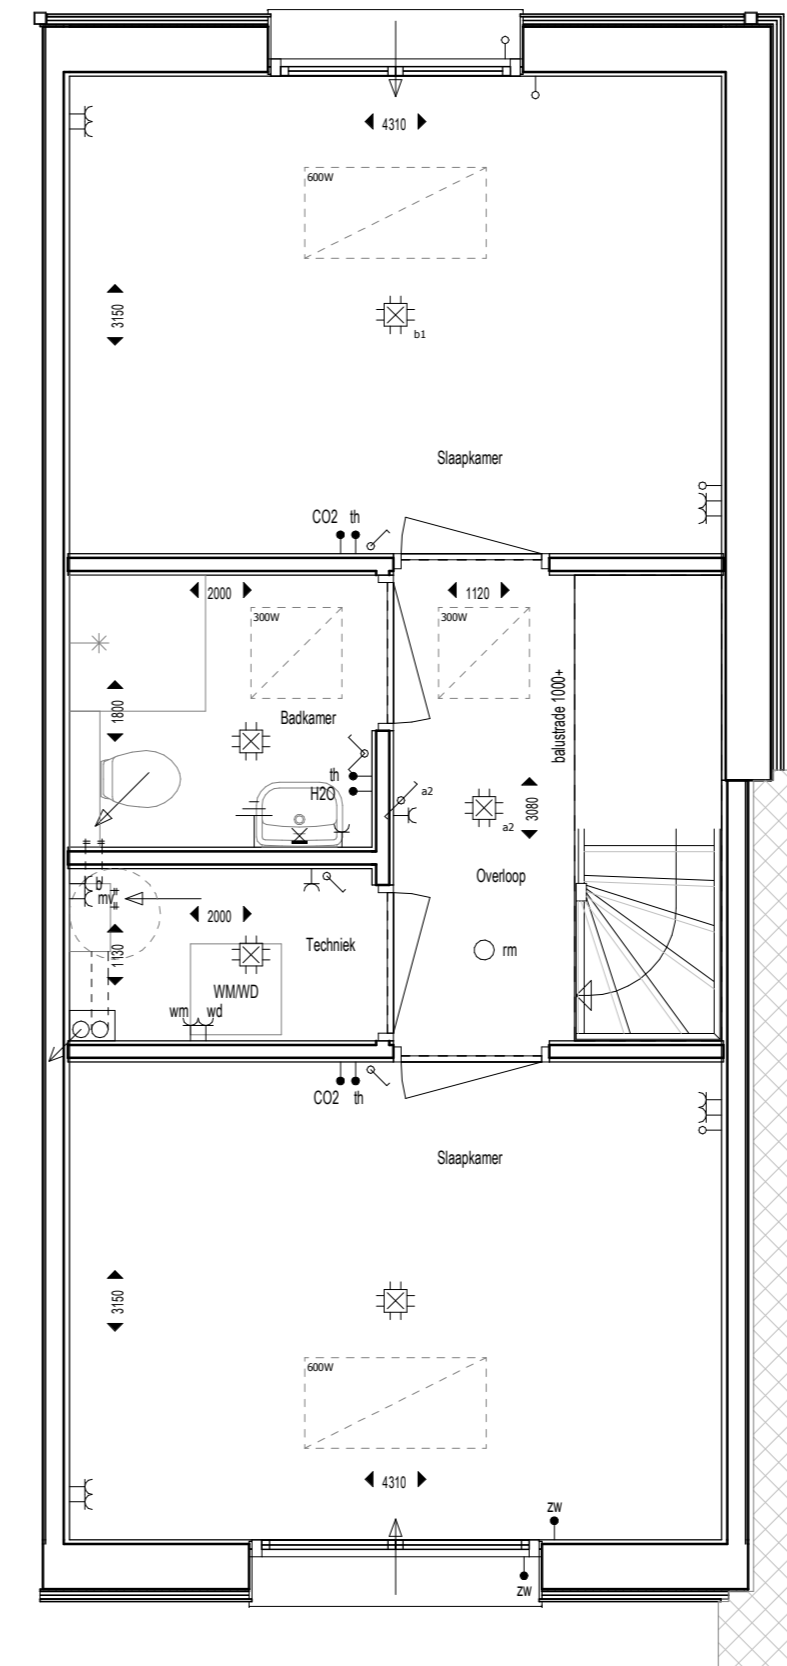 4310
600W
3150
b1
Slaapkamer
CO2 th
2000
1120
300W
300W
balustrade 1000+
1800
Badkamer
th
H2O
a2
3080
a2
Overloop
mv
2000
1130
Techniek
rm
WM/WD
wm wd
CO2 th
Slaapkamer
3150
600W
4310
zw
zw